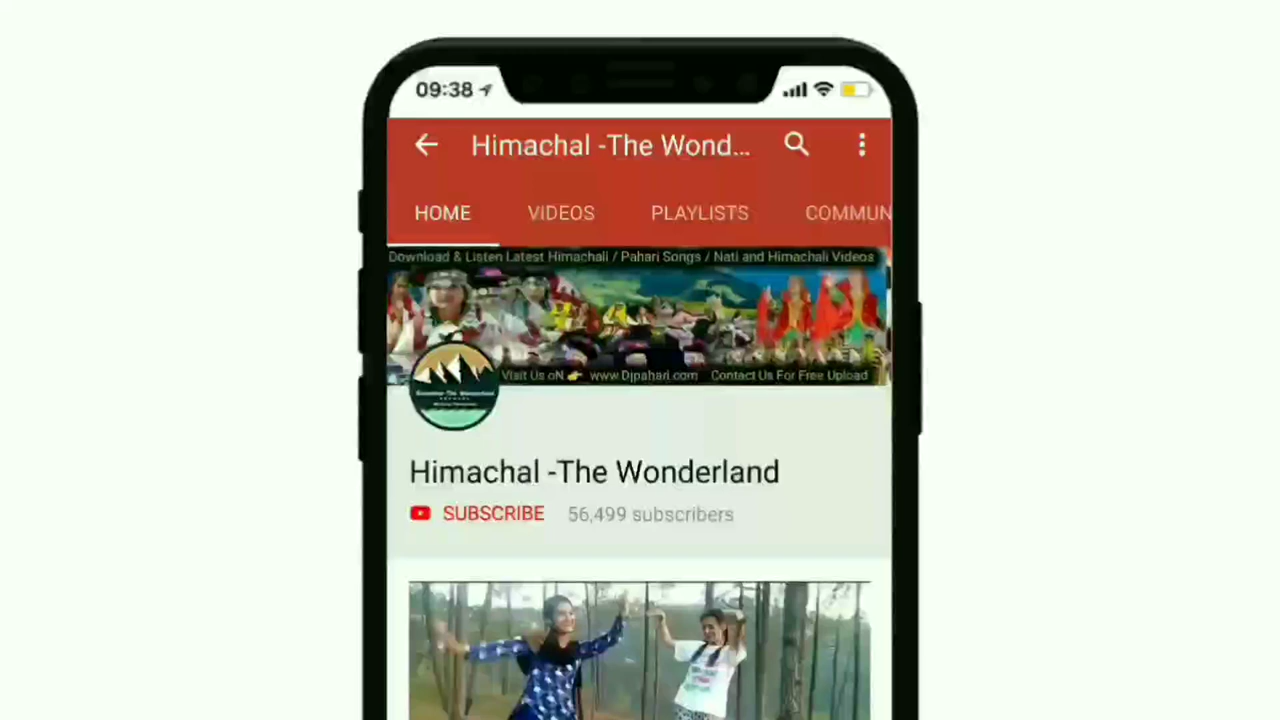 09:38
Himachal -The Wond...
HOME VIDEOS PLAYLISTS COMMUN
Download & Listen Latest Himachali / Pahari Songs / Nati and Himachali Videos
Visit Us oN 👉 www.Djpahari.com Contact Us For Free Upload
Himachal -The Wonderland
SUBSCRIBE 56,499 subscribers